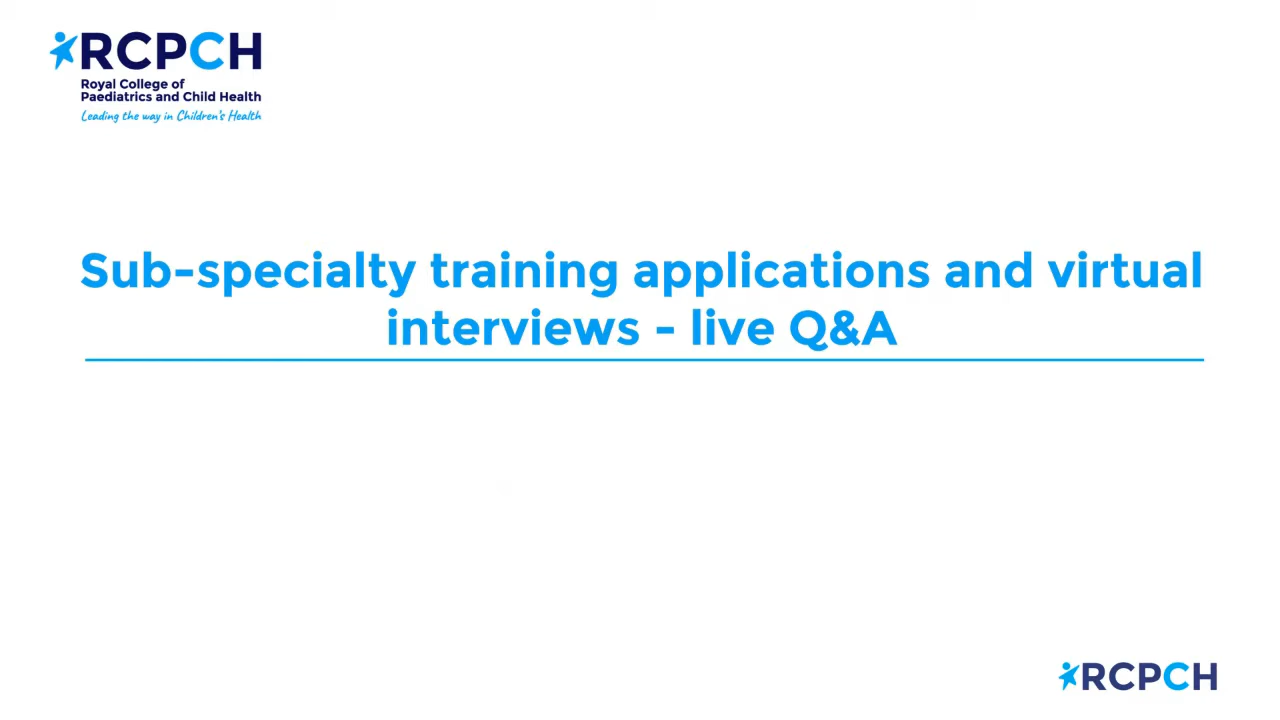 RCPCH
Royal College of
Paediatrics and Child Health
Leading the way in Children's Health
Sub-specialty training applications and virtual
interviews - live Q&A
RCPCH